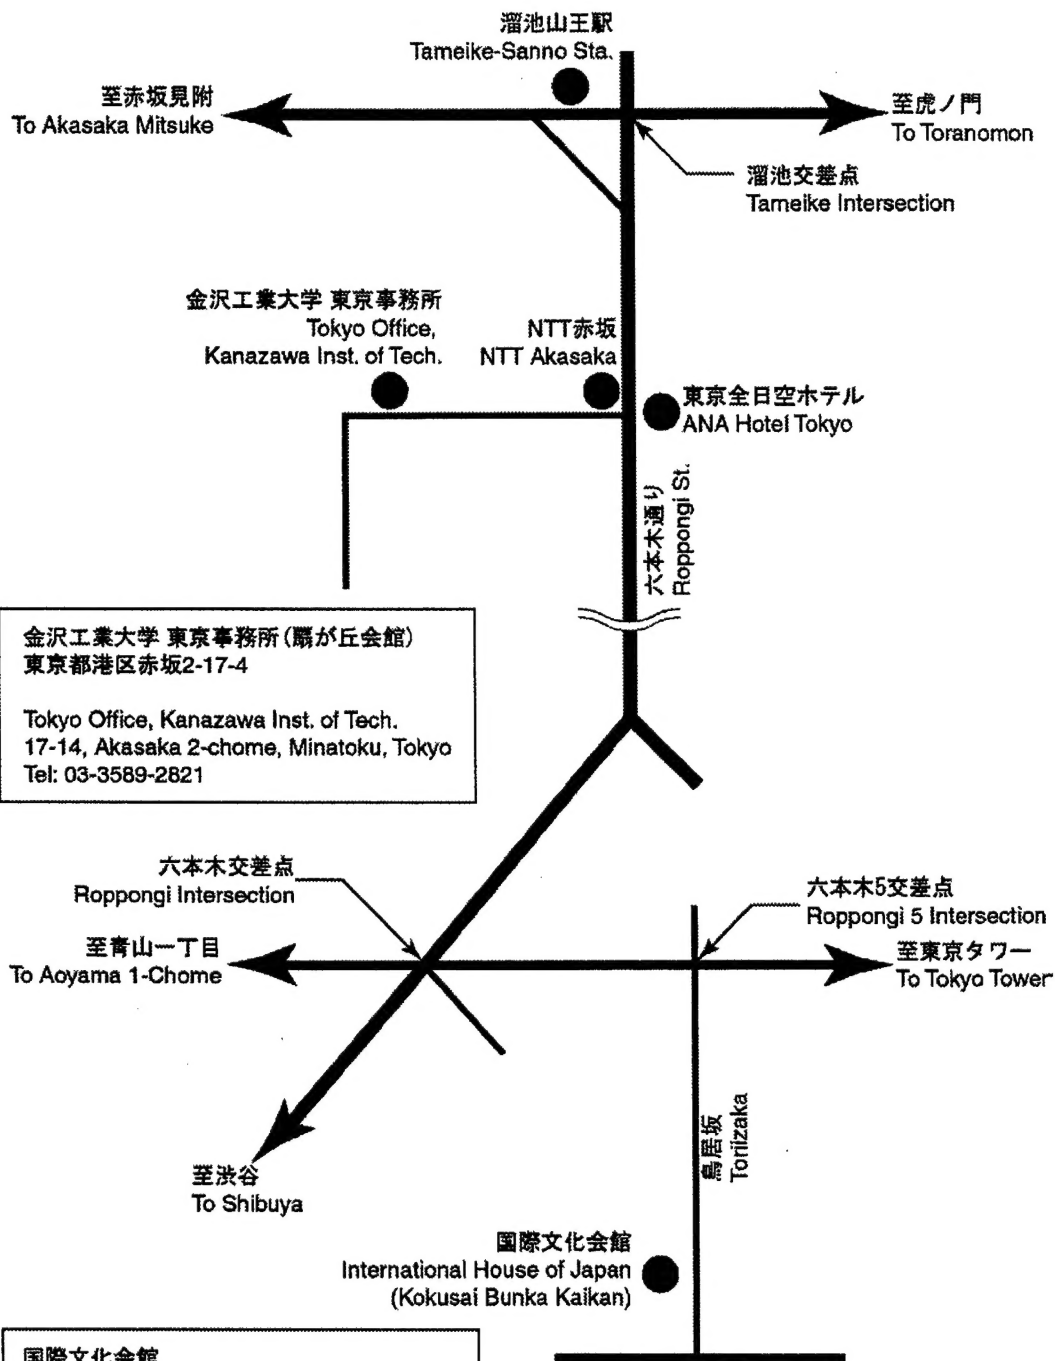 溜池山王駅
Tameike-Sanno Sta.
至赤坂見附
To Akasaka Mitsuke
至虎ノ門
To Toranomon
溜池交差点
Tameike Intersection
金沢工業大学 東京事務所
Tokyo Office,
Kanazawa Inst. of Tech.
NTT赤坂
NTT Akasaka
東京全日空ホテル
ANA Hotel Tokyo
六本木通り
Roppongi St.
金沢工業大学 東京事務所(扇が丘会館)
東京都港区赤坂2-17-4
Tokyo Office, Kanazawa Inst. of Tech.
17-14, Akasaka 2-chome, Minatoku, Tokyo
Tel: 03-3589-2821
六本木交差点
Roppongi Intersection
六本木5交差点
Roppongi 5 Intersection
至青山一丁目
To Aoyama 1-Chome
至東京タワー
To Tokyo Tower
鳥居坂
Toriizaka
至渋谷
To Shibuya
国際文化会館
International House of Japan
(Kokusai Bunka Kaikan)
国際文化会館